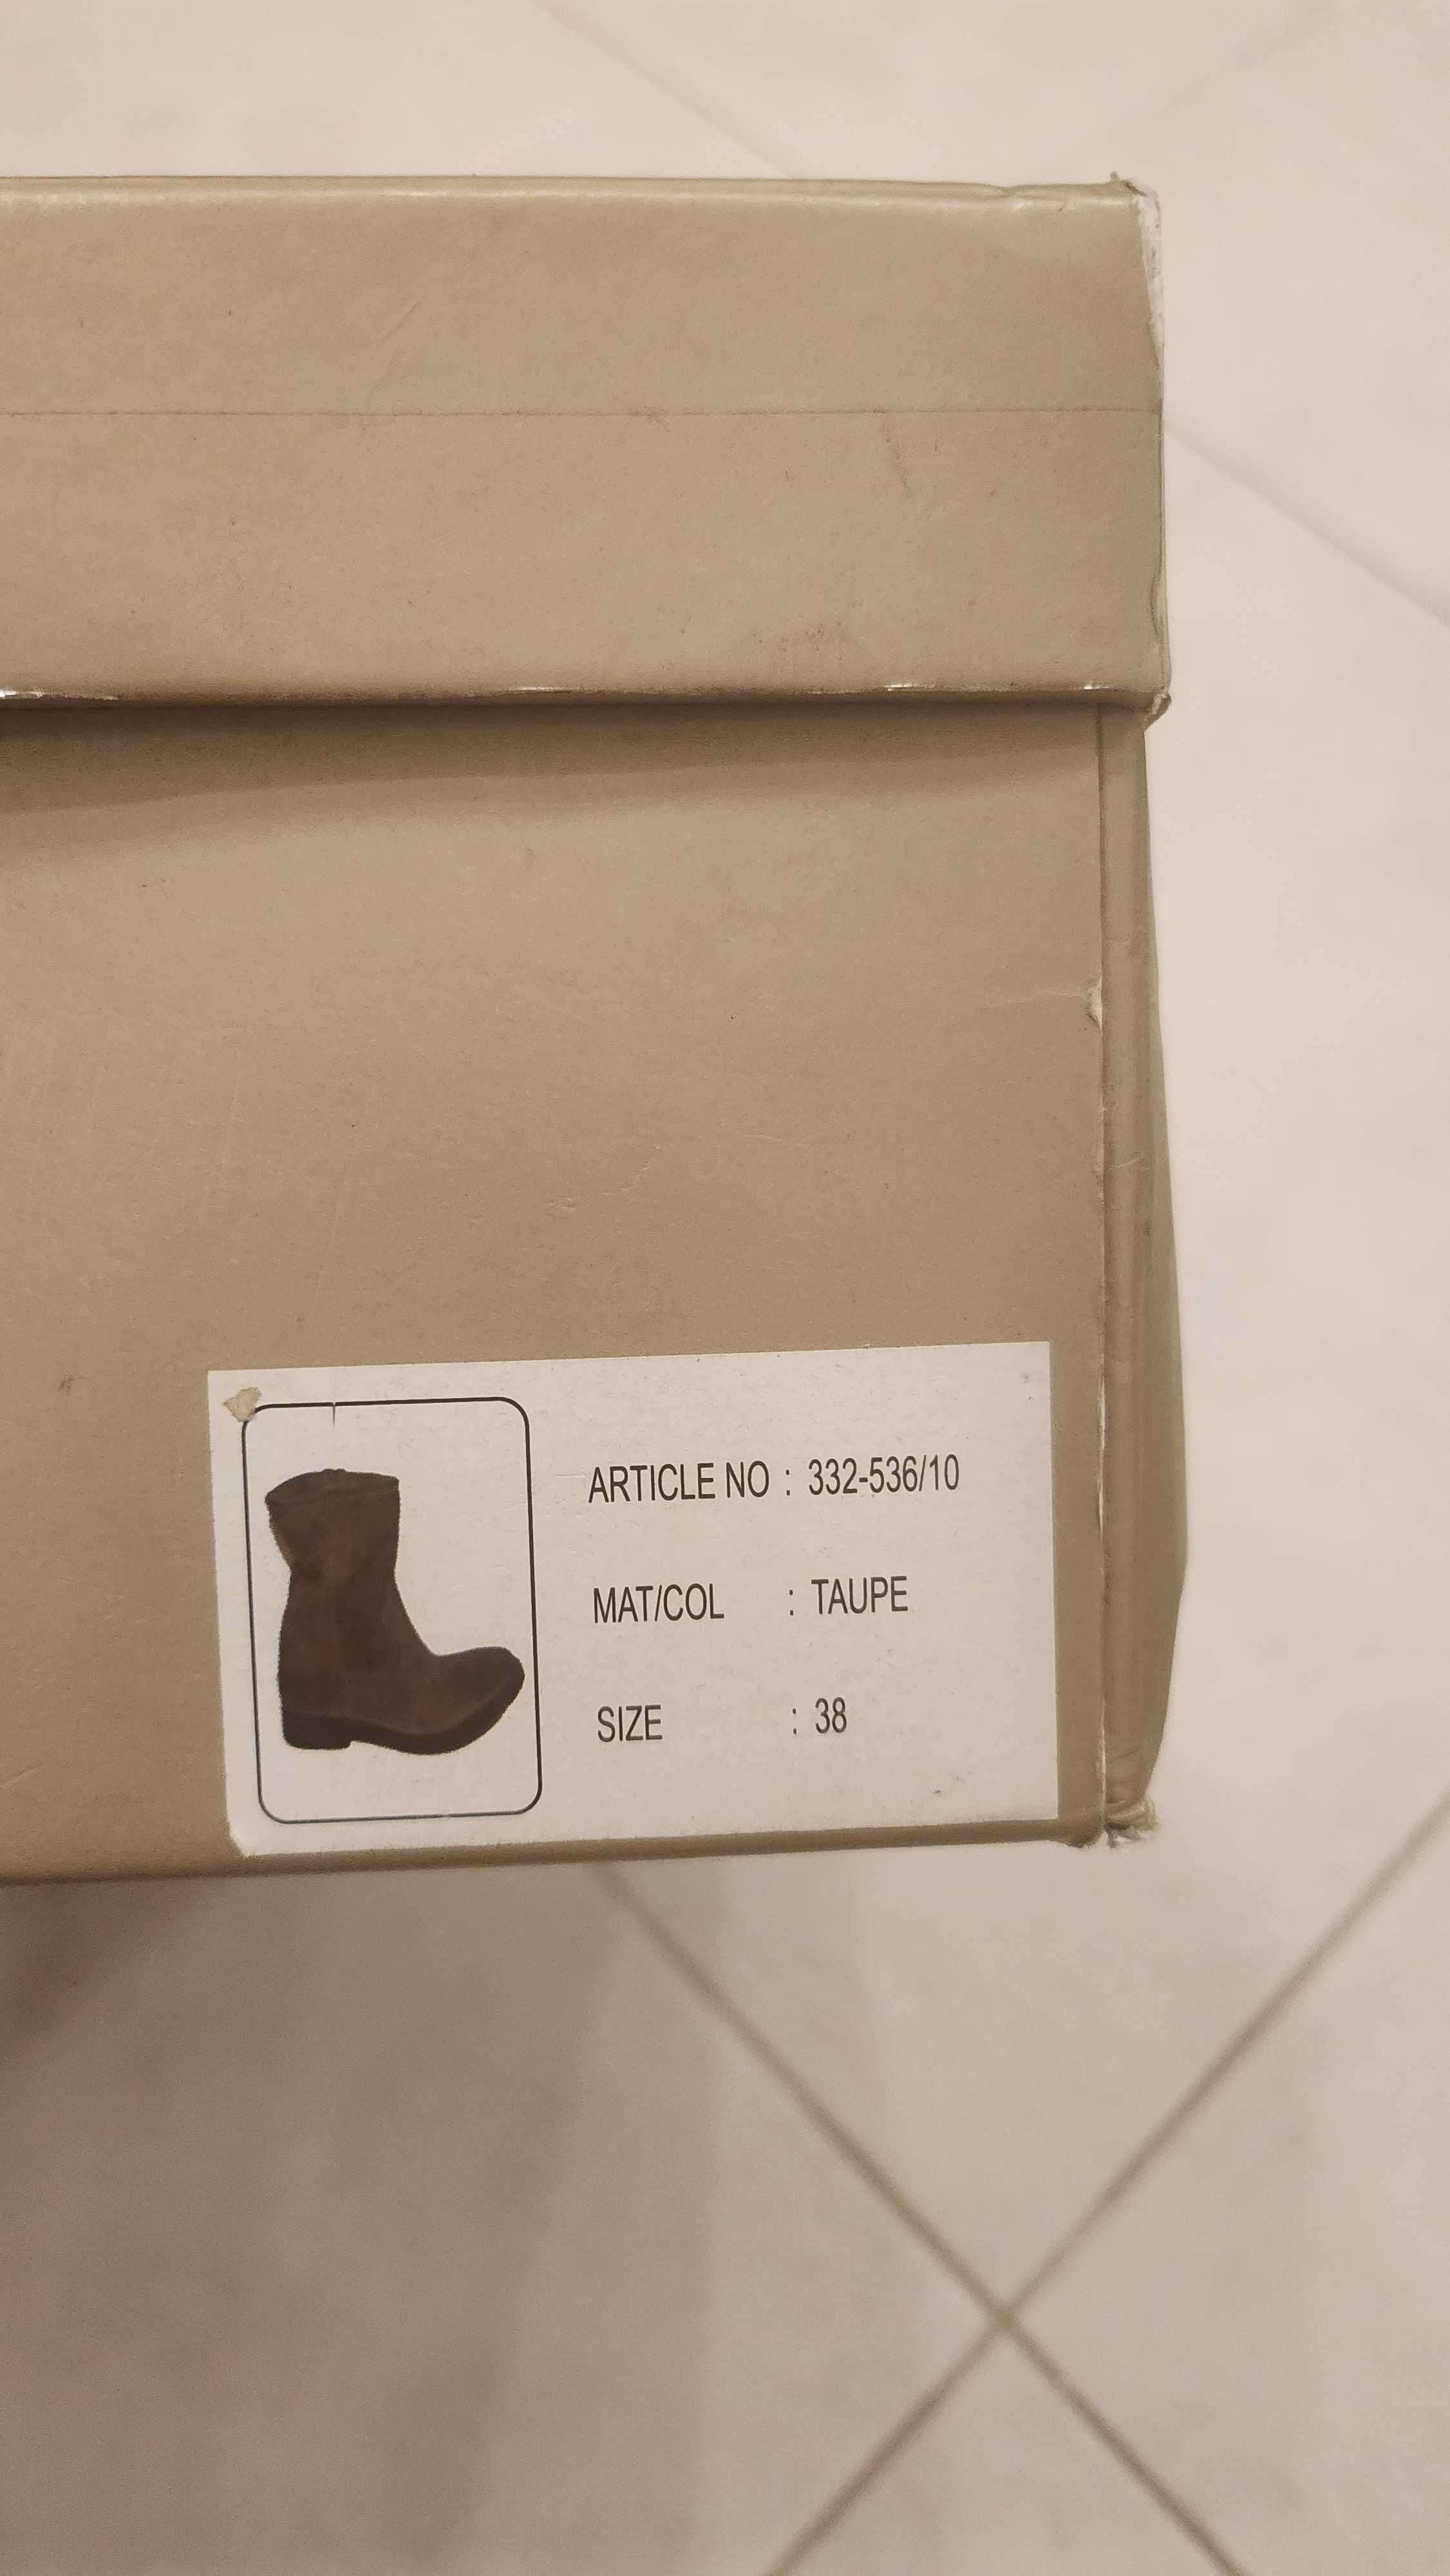 ARTICLE NO : 332-536/10
MAT/COL : TAUPE
SIZE : 38